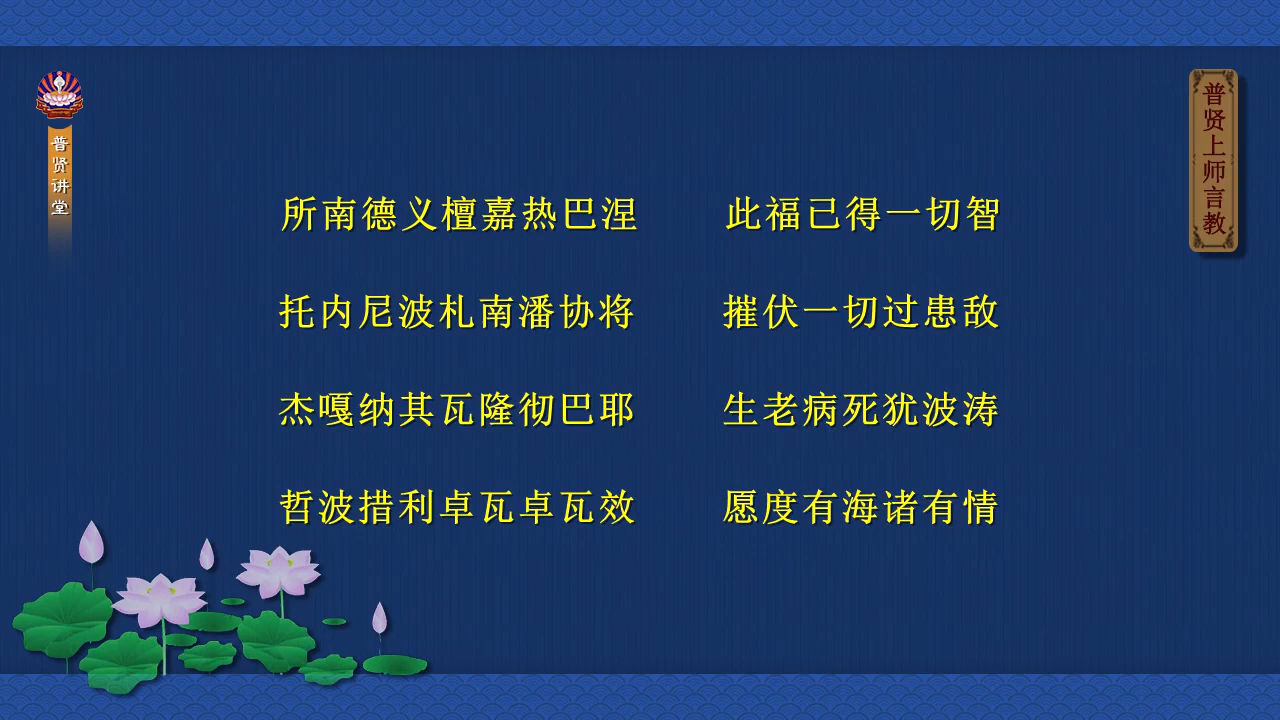 普贤讲堂
普贤上师言教
所南德义檀嘉热巴涅 此福已得一切智
托内尼波札南潘协将 摧伏一切过患敌
杰嘎纳其瓦隆彻巴耶 生老病死犹波涛
哲波措利卓瓦卓瓦效 愿度有海诸有情